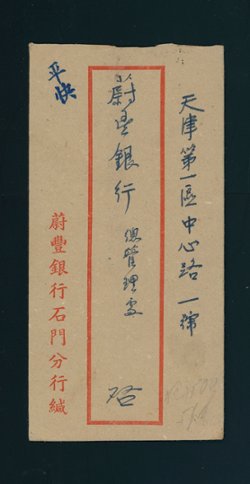 天津第一區中心路一號
蔚豐銀行總管理處 啟
平快
蔚豐銀行石門分行緘